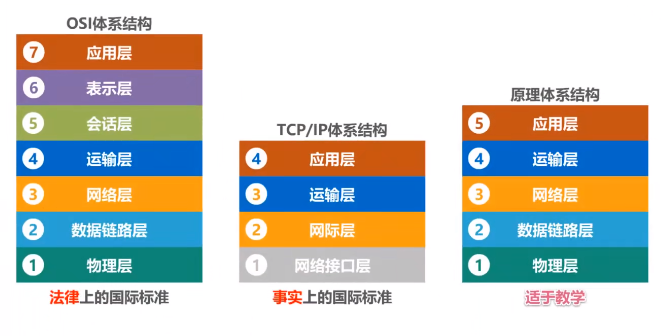 OSI体系结构
7 应用层
6 表示层
5 会话层
4 运输层
3 网络层
2 数据链路层
1 物理层
法律上的国际标准
TCP/IP体系结构
4 应用层
3 运输层
2 网际层
1 网络接口层
事实上的国际标准
原理体系结构
5 应用层
4 运输层
3 网络层
2 数据链路层
1 物理层
适于教学